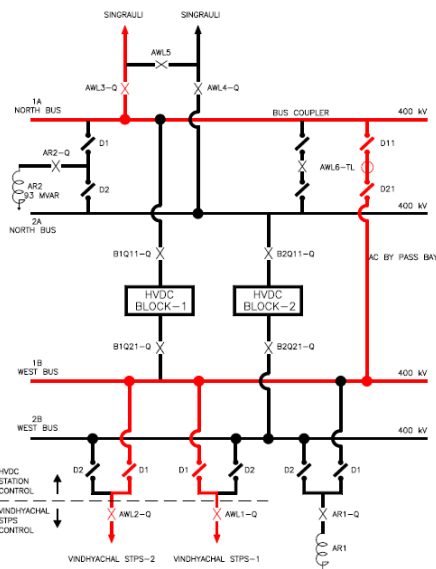 SINGRAULI
SINGRAULI
AWL5
AWL3-Q
AWL4-Q
1A
NORTH BUS
BUS COUPLER
400 kV
D1
D11
AR2-Q
AWL6-TL
AR2
93 MVAR
D2
D21
2A
NORTH BUS
400 kV
B1Q11-Q
B2Q11-Q
AC BY PASS BAY
HVDC
BLOCK-1
HVDC
BLOCK-2
B1Q21-Q
B2Q21-Q
1B
WEST BUS
400 kV
2B
WEST BUS
400 kV
D2
D1
D1
D2
D2
D1
HVDC
STATION
CONTROL
VINDHYACHAL
STPS
CONTROL
AWL2-Q
AWL1-Q
AR1-Q
VINDHYACHAL STPS-2
VINDHYACHAL STPS-1
AR1